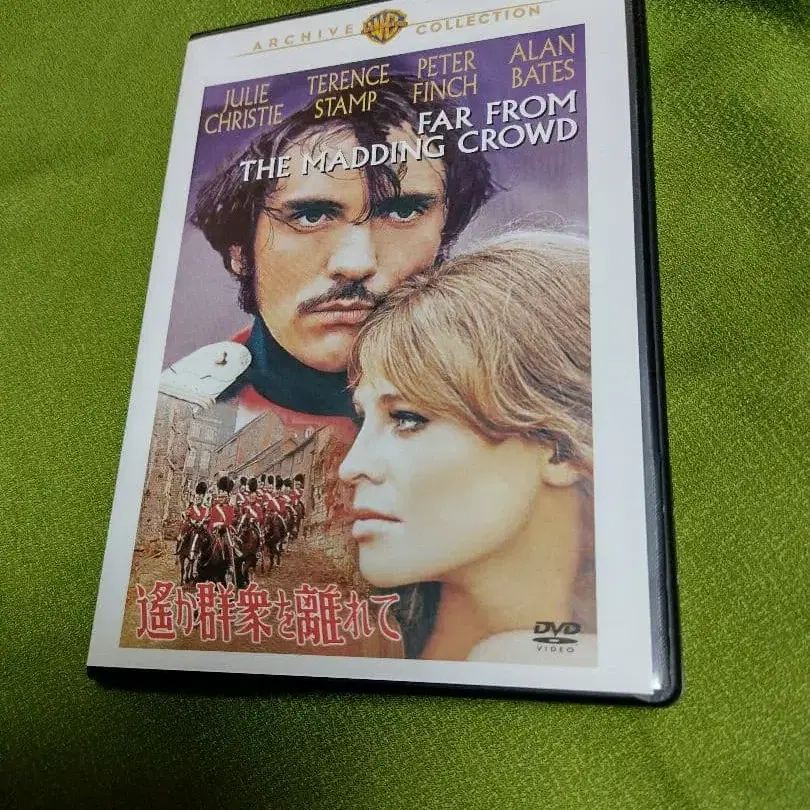 ARCHIVE WB COLLECTION
JULIE CHRISTIE
TERENCE STAMP
PETER FINCH
ALAN BATES
FAR FROM
THE MADDING CROWD
遙か群衆を離れて
DVD
VIDEO